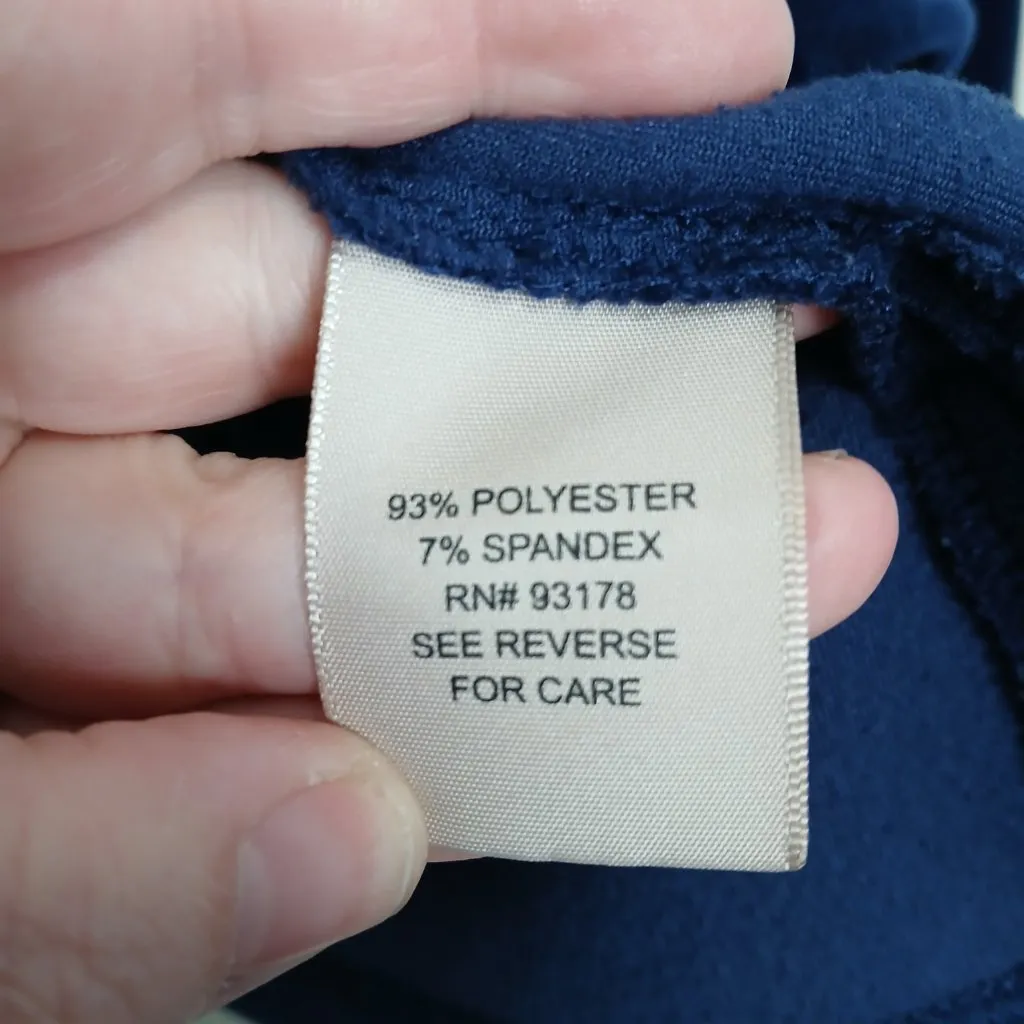 93% POLYESTER
7% SPANDEX
RN# 93178
SEE REVERSE
FOR CARE